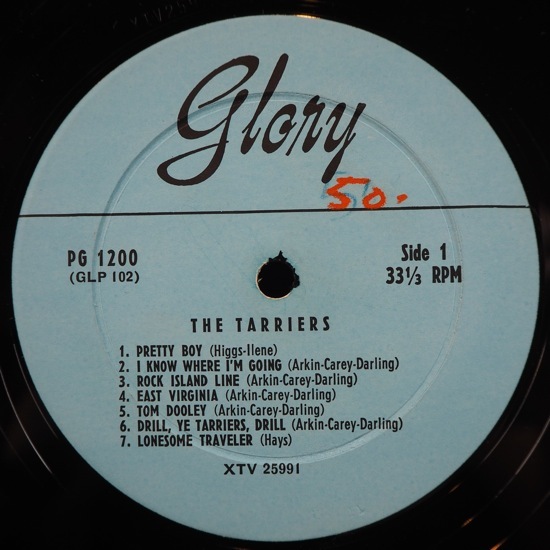 Glory
50.
PG 1200
(GLP 102)
Side 1
33⅓ RPM
THE TARRIERS
1. PRETTY BOY (Higgs-Ilene)
2. I KNOW WHERE I'M GOING (Arkin-Carey-Darling)
3. ROCK ISLAND LINE (Arkin-Carey-Darling)
4. EAST VIRGINIA (Arkin-Carey-Darling)
5. TOM DOOLEY (Arkin-Carey-Darling)
6. DRILL, YE TARRIERS, DRILL (Arkin-Carey-Darling)
7. LONESOME TRAVELER (Hays)
XTV 25991